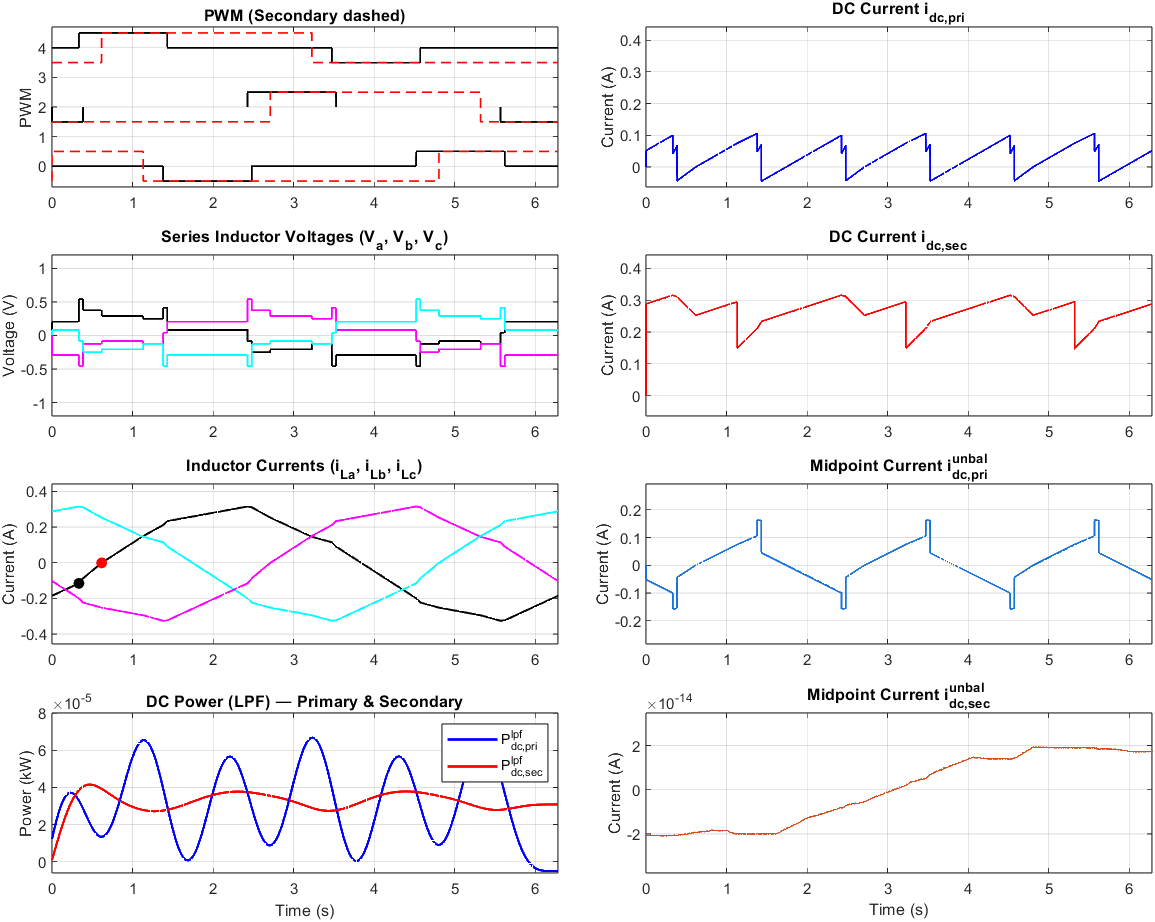 PWM (Secondary dashed)
PWM
4
3
2
1
0
0 1 2 3 4 5 6
DC Current i_dc,pri
Current (A)
0.4
0.3
0.2
0.1
0
0 1 2 3 4 5 6
Series Inductor Voltages (V_a, V_b, V_c)
Voltage (V)
1
0.5
0
-0.5
-1
0 1 2 3 4 5 6
DC Current i_dc,sec
Current (A)
0.4
0.3
0.2
0.1
0
0 1 2 3 4 5 6
Inductor Currents (i_La, i_Lb, i_Lc)
Current (A)
0.4
0.2
0
-0.2
-0.4
0 1 2 3 4 5 6
Midpoint Current i_dc,pri^unbal
Current (A)
0.2
0.1
0
-0.1
-0.2
0 1 2 3 4 5 6
DC Power (LPF) — Primary & Secondary
×10^-5
Power (kW)
8
6
4
2
0
P_dc,pri^lpf
P_dc,sec^lpf
0 1 2 3 4 5 6
Time (s)
Midpoint Current i_dc,sec^unbal
×10^-14
Current (A)
2
0
-2
0 1 2 3 4 5 6
Time (s)